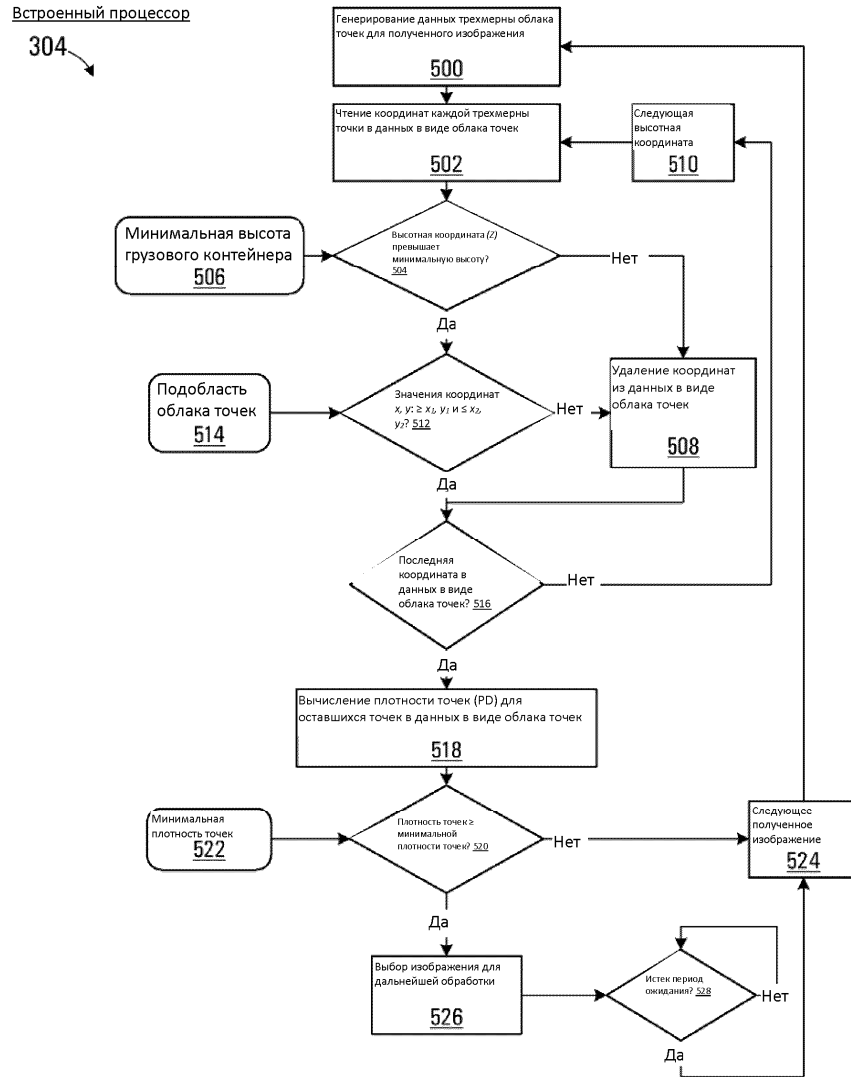 Встроенный процессор
304
Генерирование данных трехмерны облака
точек для полученного изображения
500
Чтение координат каждой трехмерны
точки в данных в виде облака точек
502
Следующая
высотная
координата
510
Минимальная высота
грузового контейнера
506
Высотная координата (Z)
превышает
минимальную высоту?
504
Нет
Да
Подобласть
облака точек
514
Значения координат
x, y: ≥ x₁, y₁ и ≤ x₂,
y₂? 512
Нет
Удаление координат
из данных в виде
облака точек
508
Да
Последняя
координата в
данных в виде
облака точек? 516
Нет
Да
Вычисление плотности точек (PD) для
оставшихся точек в данных в виде облака точек
518
Минимальная
плотность точек
522
Плотность точек ≥
минимальной
плотности точек? 520
Нет
Следующее
полученное
изображение
524
Да
Выбор изображения для
дальнейшей обработки
526
Истек период
ожидания? 528
Нет
Да